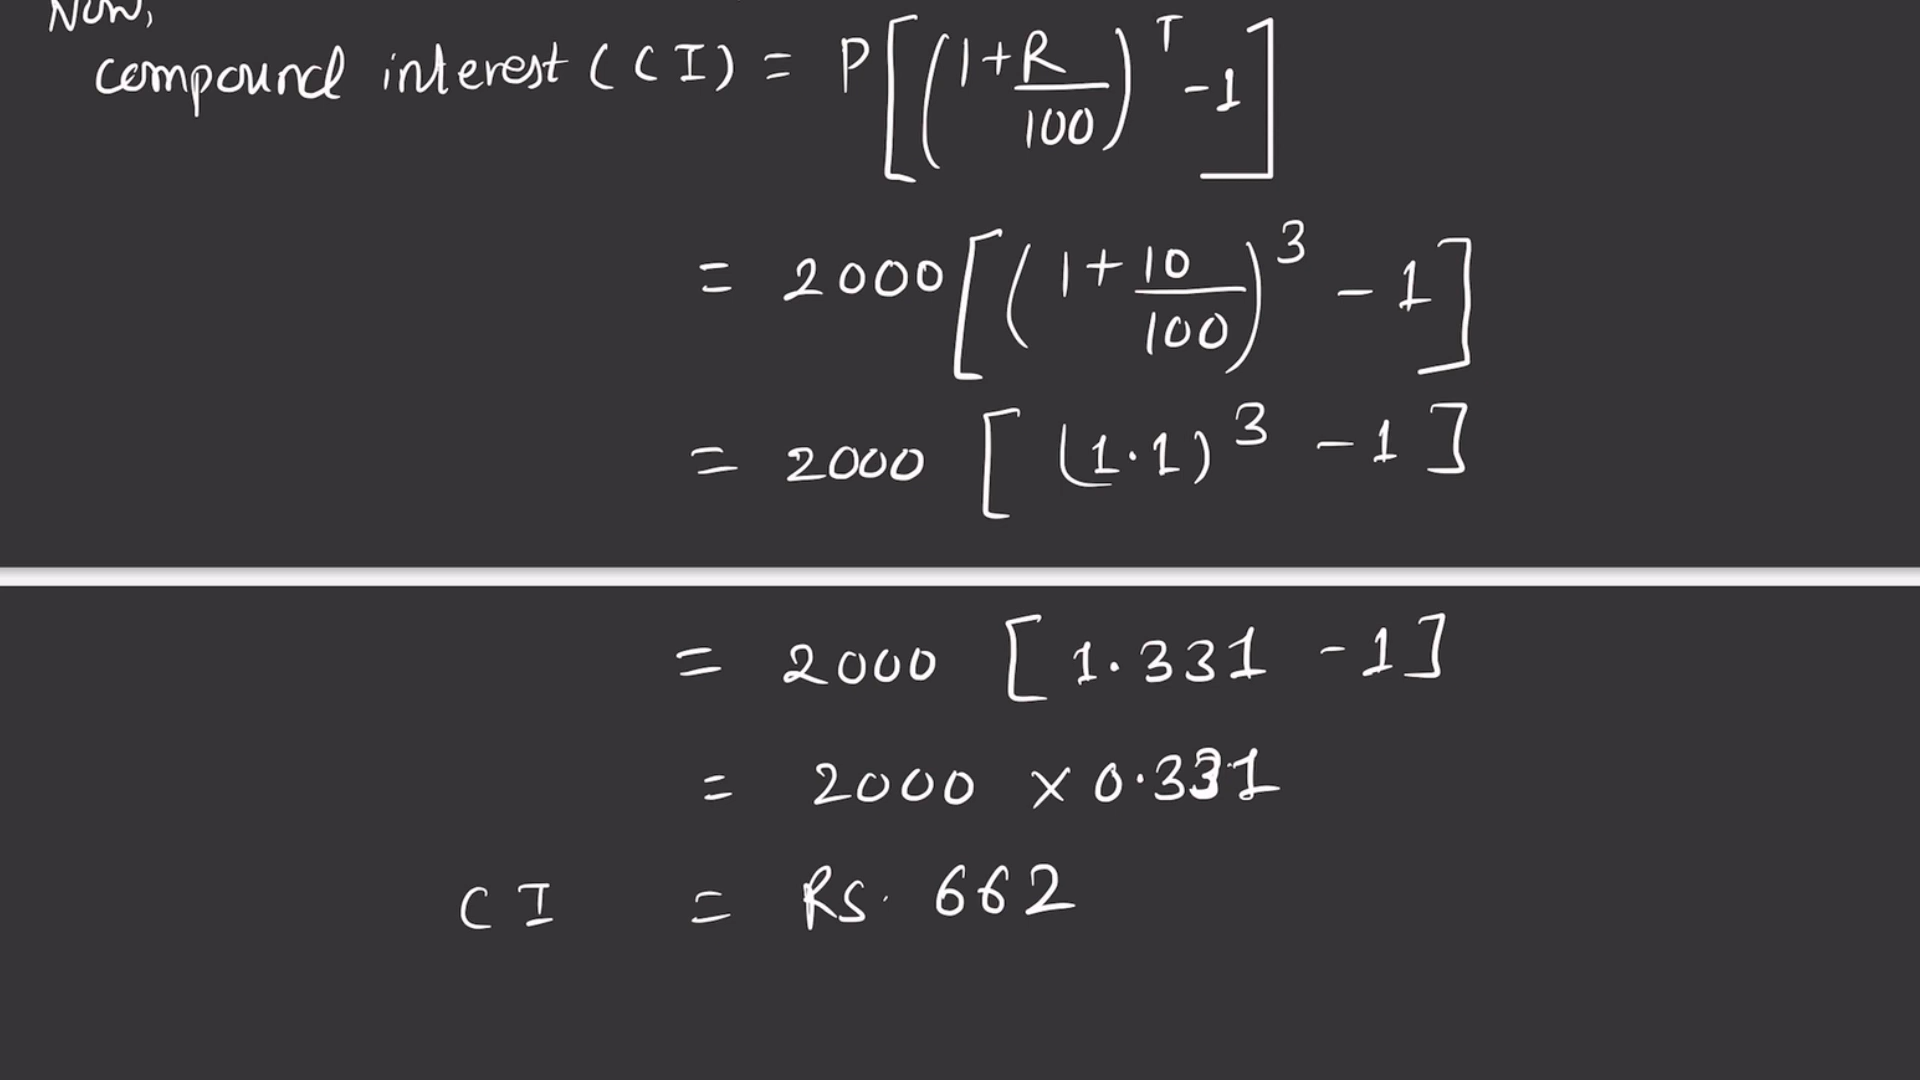 Now,
compound interest (CI) = P[(1+R/100)^T -1]
= 2000[(1+10/100)^3 - 1]
= 2000 [(1.1)^3 - 1]
= 2000 [1.331 - 1]
= 2000 × 0.331
CI = Rs. 662